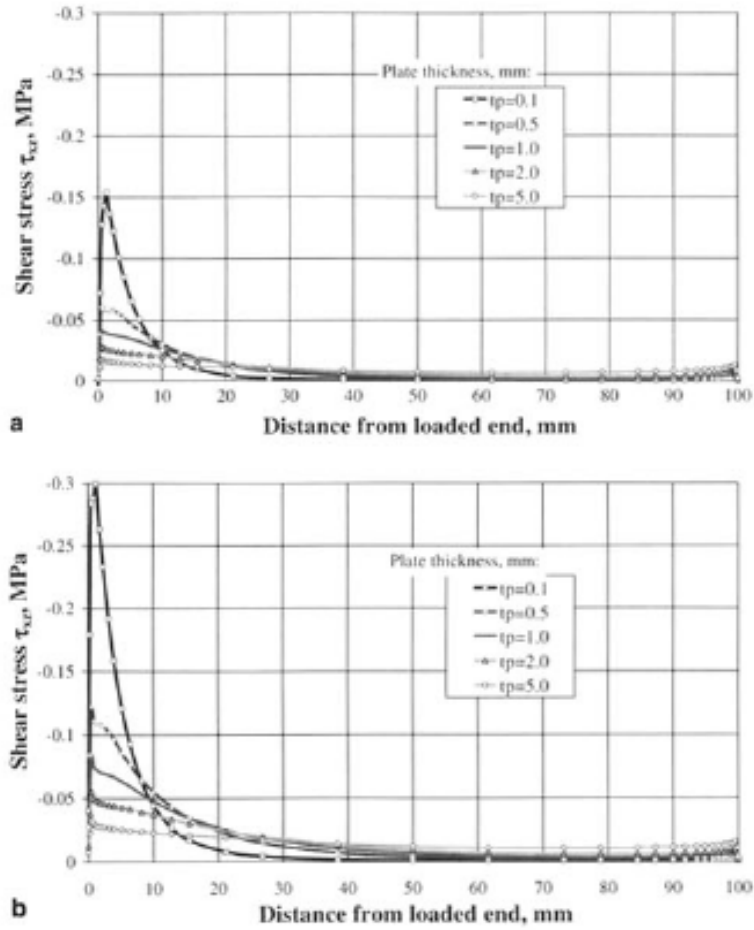 -0.3
-0.25
-0.2
-0.15
-0.1
-0.05
0
Shear stress τxz, MPa
Plate thickness, mm:
tp=0.1
tp=0.5
tp=1.0
tp=2.0
tp=5.0
0 10 20 30 40 50 60 70 80 90 100
Distance from loaded end, mm
a
-0.3
-0.25
-0.2
-0.15
-0.1
-0.05
0
Shear stress τxz, MPa
Plate thickness, mm:
tp=0.1
tp=0.5
tp=1.0
tp=2.0
tp=5.0
0 10 20 30 40 50 60 70 80 90 100
Distance from loaded end, mm
b